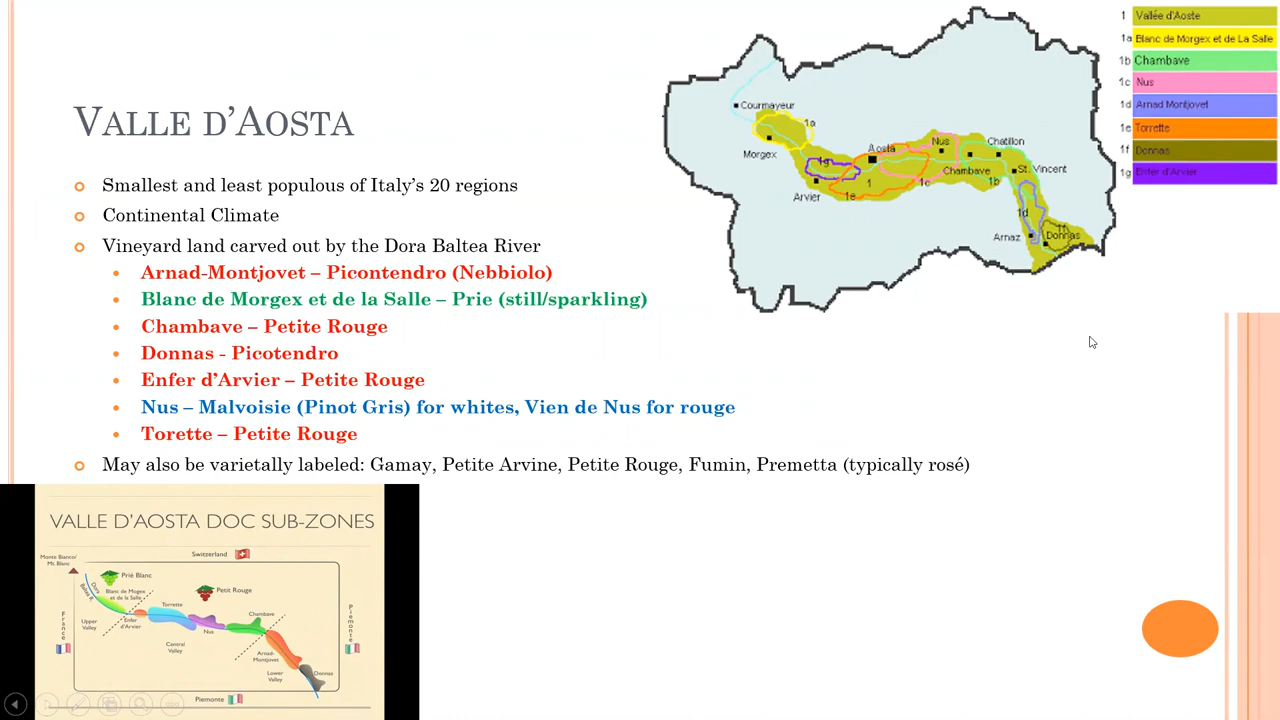 VALLE D'AOSTA
Smallest and least populous of Italy's 20 regions
Continental Climate
Vineyard land carved out by the Dora Baltea River
Arnad-Montjovet – Picontendro (Nebbiolo)
Blanc de Morgex et de la Salle – Prie (still/sparkling)
Chambave – Petite Rouge
Donnas - Picotendro
Enfer d'Arvier – Petite Rouge
Nus – Malvoisie (Pinot Gris) for whites, Vien de Nus for rouge
Torette – Petite Rouge
May also be varietally labeled: Gamay, Petite Arvine, Petite Rouge, Fumin, Premetta (typically rosé)
Courmayeur
1a
Morgex
1g
Arvier
1e
Aosta
1
Nus
1c
Chatillon
Chambave
1b
St. Vincent
1d
Arnaz
1f
Donnas
1 Vallée d'Aoste
1a Blanc de Morgex et de La Salle
1b Chambave
1c Nus
1d Arnad Montjovet
1e Torrette
1f Donnas
1g Enfer d'Arvier
VALLE D'AOSTA DOC SUB-ZONES
Monte Bianco/
Mt. Blanc
Switzerland
Prié Blanc
Dora
Baltea R.
Blanc de Mogex
et de la Salle
Petit Rouge
Torrette
Chambave
France
Upper
Valley
Enfer
d'Arvier
Nus
Piemonte
Central
Valley
Arnad-
Montjovet
Lower
Valley
Donnas
Piemonte